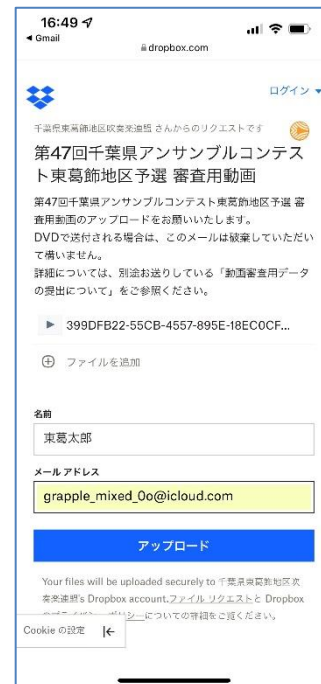 16:49
◀ Gmail
dropbox.com
ログイン
千葉県東葛飾地区吹奏楽連盟 さんからのリクエストです
第47回千葉県アンサンブルコンテス
ト東葛飾地区予選 審査用動画
第47回千葉県アンサンブルコンテスト東葛飾地区予選 審
査用動画のアップロードをお願いいたします。
DVDで送付される場合は、このメールは破棄していただい
て構いません。
詳細については、別途お送りしている「動画審査用データ
の提出について」をご参照ください。
399DFB22-55CB-4557-895E-18EC0CF...
ファイルを追加
名前
東葛太郎
メール アドレス
grapple_mixed_0o@icloud.com
アップロード
Your files will be uploaded securely to 千葉県東葛飾地区吹
奏楽連盟's Dropbox account.ファイル リクエストと Dropbox
のプライバシー ポリシーについての詳細をご覧ください。
Cookie の設定